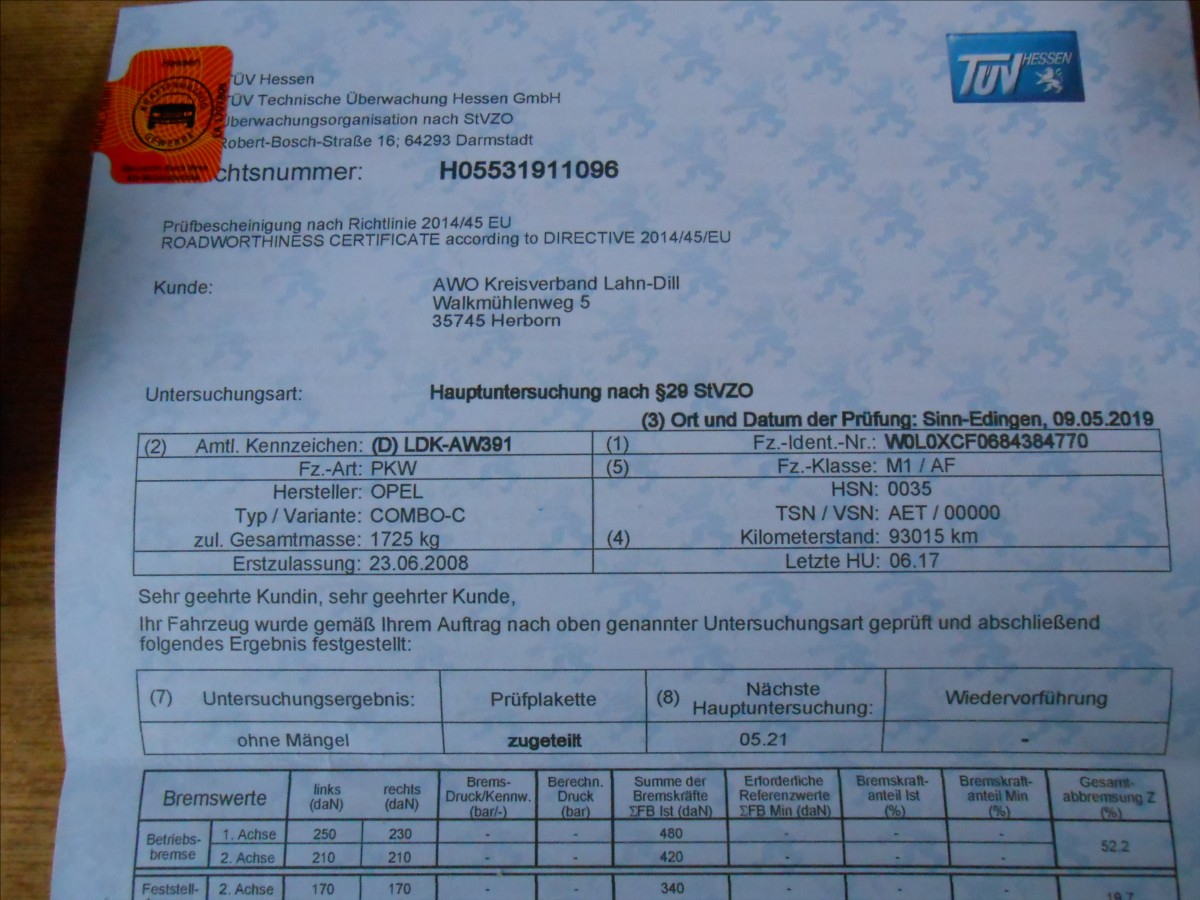 Hessen
KRAFTFAHRZEUG
GEWERBE
TÜV HESSEN
TÜV Hessen
TÜV Technische Überwachung Hessen GmbH
Überwachungsorganisation nach StVZO
Robert-Bosch-Straße 16; 64293 Darmstadt
chtsnummer: H05531911096
Prüfbescheinigung nach Richtlinie 2014/45 EU
ROADWORTHINESS CERTIFICATE according to DIRECTIVE 2014/45/EU
Kunde: AWO Kreisverband Lahn-Dill
Walkmühlenweg 5
35745 Herborn
Untersuchungsart: Hauptuntersuchung nach §29 StVZO
(3) Ort und Datum der Prüfung: Sinn-Edingen, 09.05.2019
(2) Amtl. Kennzeichen: (D) LDK-AW391 (1) Fz.-Ident.-Nr.: W0L0XCF0684384770
Fz.-Art: PKW (5) Fz.-Klasse: M1 / AF
Hersteller: OPEL HSN: 0035
Typ / Variante: COMBO-C TSN / VSN: AET / 00000
zul. Gesamtmasse: 1725 kg (4) Kilometerstand: 93015 km
Erstzulassung: 23.06.2008 Letzte HU: 06.17
Sehr geehrte Kundin, sehr geehrter Kunde,
Ihr Fahrzeug wurde gemäß Ihrem Auftrag nach oben genannter Untersuchungsart geprüft und abschließend
folgendes Ergebnis festgestellt:
(7) Untersuchungsergebnis: Prüfplakette (8) Nächste Hauptuntersuchung: Wiedervorführung
ohne Mängel zugeteilt 05.21 -
Bremswerte links (daN) rechts (daN) Brems-Druck/Kennw. (bar/-) Berechn. Druck (bar) Summe der Bremskräfte ΣFB Ist (daN) Erforderliche Referenzwerte ΣFB Min (daN) Bremskraft-anteil Ist (%) Bremskraft-anteil Min (%) Gesamt-abbremsung Z (%)
Betriebs-bremse 1. Achse 250 230 - - 480 - - - 52.2
2. Achse 210 210 - - 420 - - -
Feststell- 2. Achse 170 170 - - 340 - - - 19.7